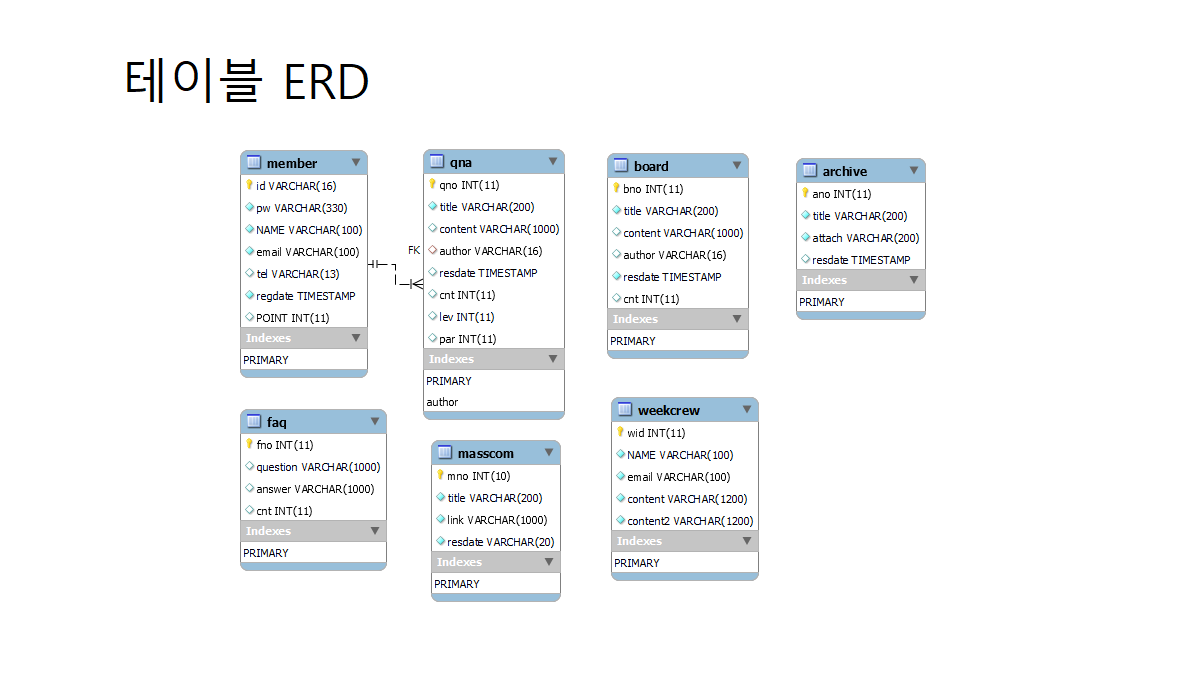 테이블 ERD
member
id VARCHAR(16)
pw VARCHAR(330)
NAME VARCHAR(100)
email VARCHAR(100)
tel VARCHAR(13)
regdate TIMESTAMP
POINT INT(11)
Indexes
PRIMARY
FK
qna
qno INT(11)
title VARCHAR(200)
content VARCHAR(1000)
author VARCHAR(16)
resdate TIMESTAMP
cnt INT(11)
lev INT(11)
par INT(11)
Indexes
PRIMARY
author
board
bno INT(11)
title VARCHAR(200)
content VARCHAR(1000)
author VARCHAR(16)
resdate TIMESTAMP
cnt INT(11)
Indexes
PRIMARY
archive
ano INT(11)
title VARCHAR(200)
attach VARCHAR(200)
resdate TIMESTAMP
Indexes
PRIMARY
faq
fno INT(11)
question VARCHAR(1000)
answer VARCHAR(1000)
cnt INT(11)
Indexes
PRIMARY
masscom
mno INT(10)
title VARCHAR(200)
link VARCHAR(1000)
resdate VARCHAR(20)
Indexes
PRIMARY
weekcrew
wid INT(11)
NAME VARCHAR(100)
email VARCHAR(100)
content VARCHAR(1200)
content2 VARCHAR(1200)
Indexes
PRIMARY